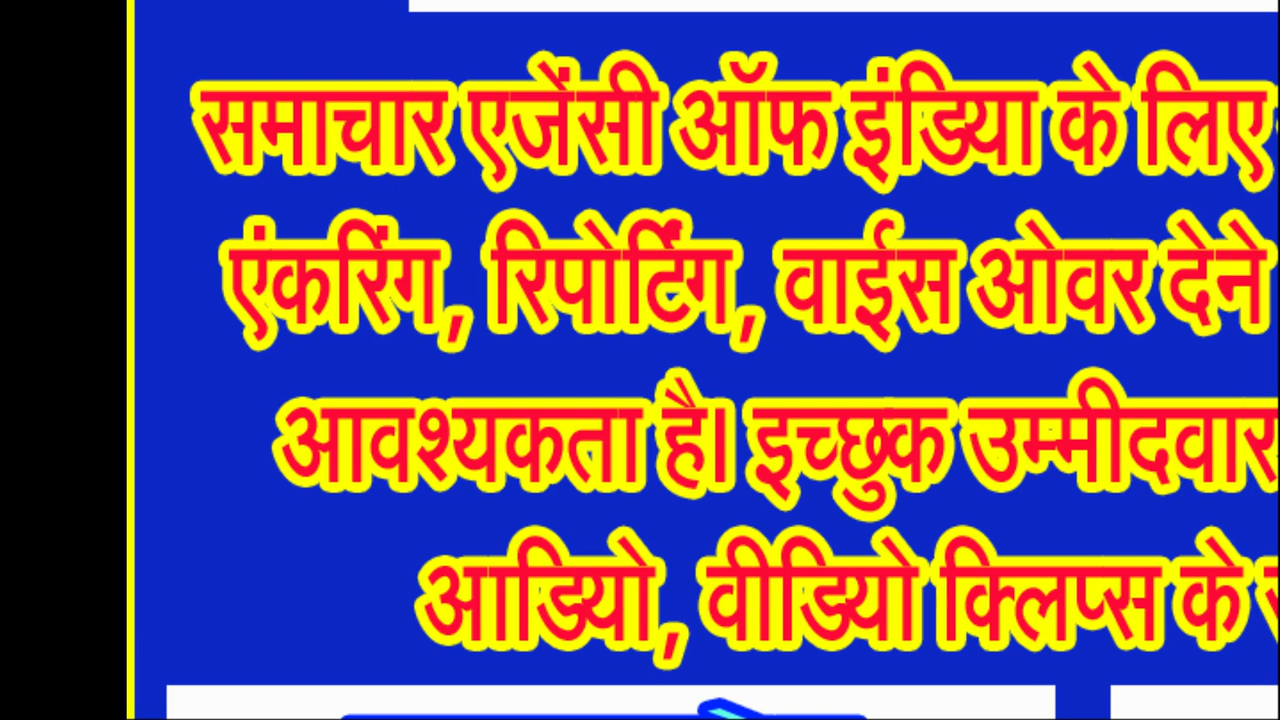 समाचार एजेंसी ऑफ इंडिया के लिए
एंकरिंग, रिपोर्टिंग, वाईस ओवर देने
आवश्यकता है। इच्छुक उम्मीदवार
आडियो, वीडियो क्लिप्स के